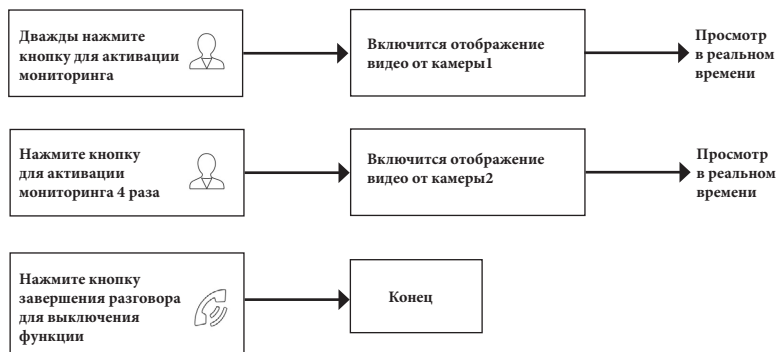 Дважды нажмите
кнопку для активации
мониторинга
Включится отображение
видео от камеры1
Просмотр
в реальном
времени
Нажмите кнопку
для активации
мониторинга 4 раза
Включится отображение
видео от камеры2
Просмотр
в реальном
времени
Нажмите кнопку
завершения разговора
для выключения
функции
Конец